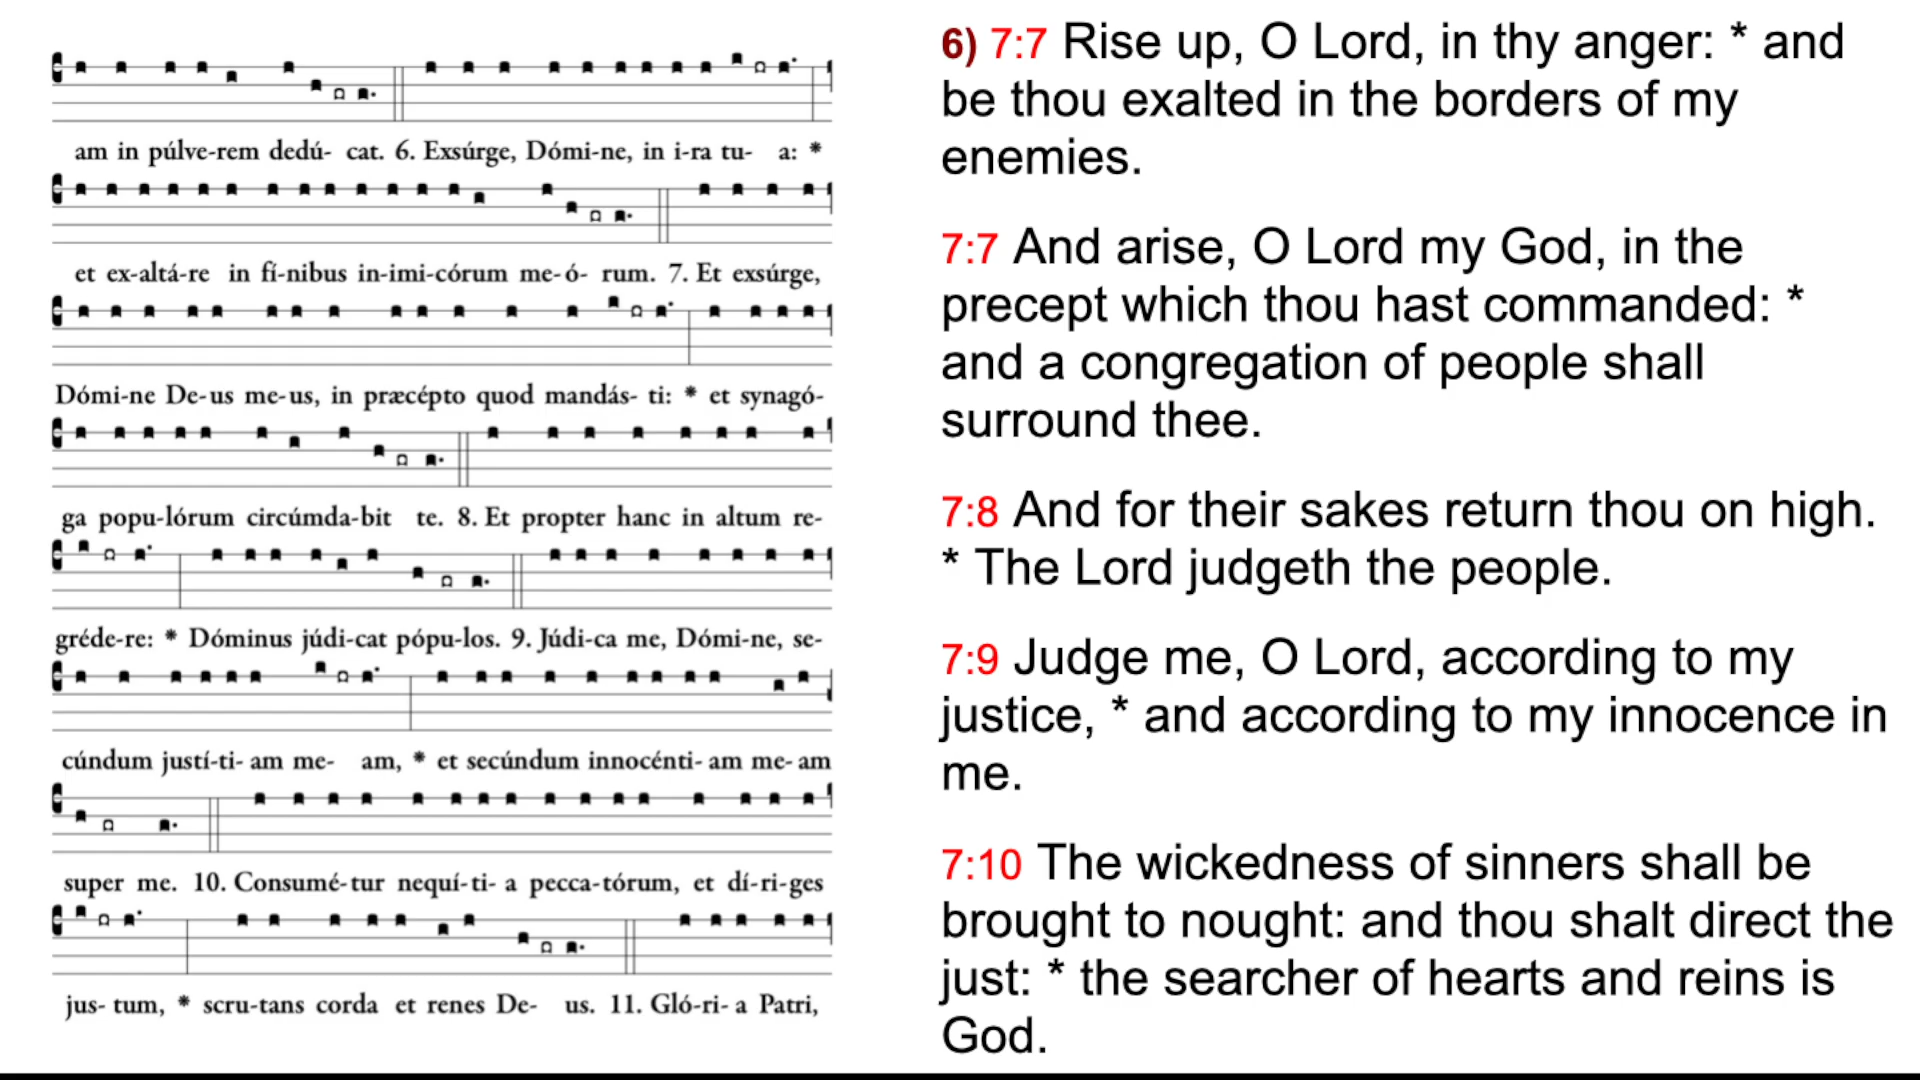 am in púlve-rem dedú- cat. 6. Exsúrge, Dómi-ne, in i-ra tu- a: *
et ex-altá-re in fí-nibus in-imi-córum me-ó- rum. 7. Et exsúrge,
Dómi-ne De-us me-us, in præcépto quod mandás- ti: * et synagó-
ga popu-lórum circúmda-bit te. 8. Et propter hanc in altum re-
gréde-re: * Dóminus júdi-cat pópu-los. 9. Júdi-ca me, Dómi-ne, se-
cúndum justí-ti- am me- am, * et secúndum innocénti- am me- am
super me. 10. Consumé-tur nequí-ti- a pecca-tórum, et dí-ri-ges
jus- tum, * scru-tans corda et renes De- us. 11. Gló-ri- a Patri,
6) 7:7 Rise up, O Lord, in thy anger: * and
be thou exalted in the borders of my
enemies.
7:7 And arise, O Lord my God, in the
precept which thou hast commanded: *
and a congregation of people shall
surround thee.
7:8 And for their sakes return thou on high.
* The Lord judgeth the people.
7:9 Judge me, O Lord, according to my
justice, * and according to my innocence in
me.
7:10 The wickedness of sinners shall be
brought to nought: and thou shalt direct the
just: * the searcher of hearts and reins is
God.